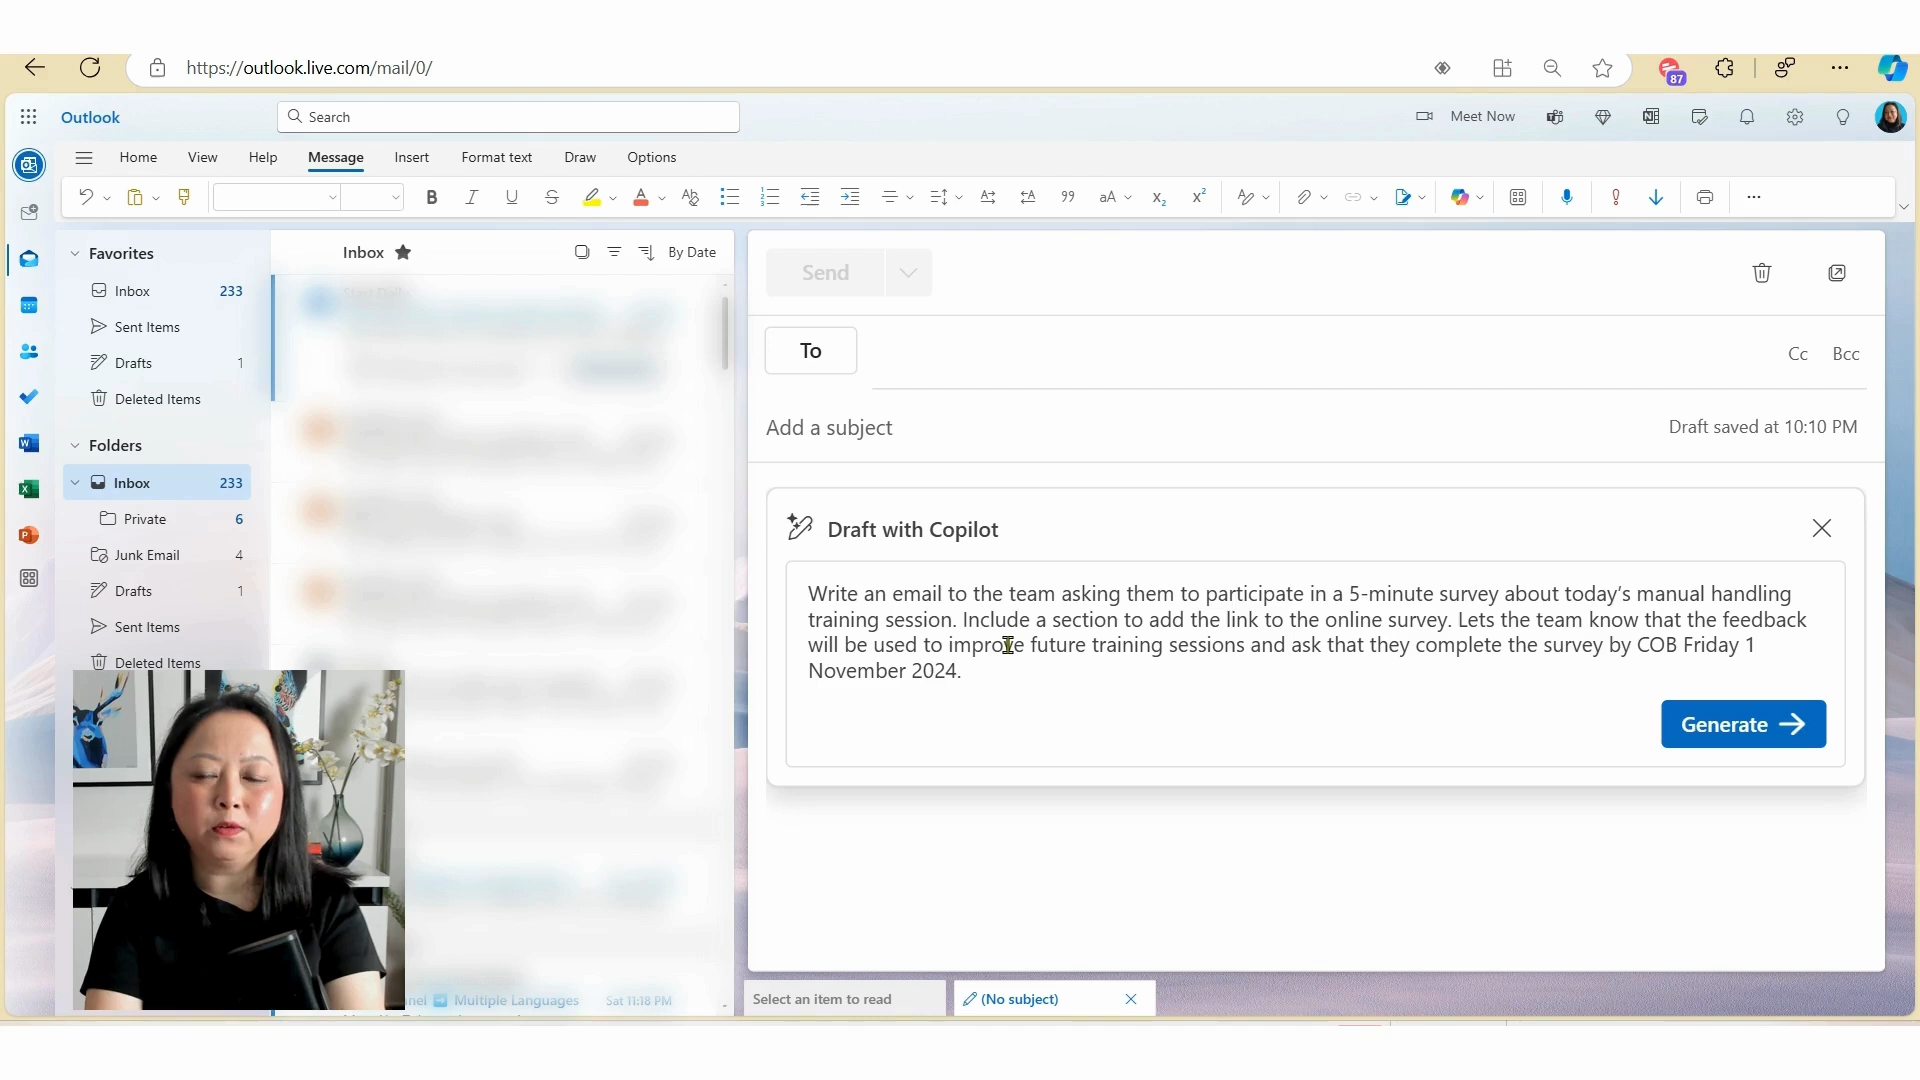 https://outlook.live.com/mail/0/
87
Outlook
Search
Meet Now
Home View Help Message Insert Format text Draw Options
Favorites
Inbox 233
Sent Items
Drafts 1
Deleted Items
Folders
Inbox 233
Private 6
Junk Email 4
Drafts 1
Sent Items
Deleted Items
Inbox By Date
Multiple Languages Sat 11:18 PM
Send
To
Cc Bcc
Add a subject
Draft saved at 10:10 PM
Draft with Copilot
Write an email to the team asking them to participate in a 5-minute survey about today's manual handling
training session. Include a section to add the link to the online survey. Lets the team know that the feedback
will be used to improve future training sessions and ask that they complete the survey by COB Friday 1
November 2024.
Generate
Select an item to read
(No subject)